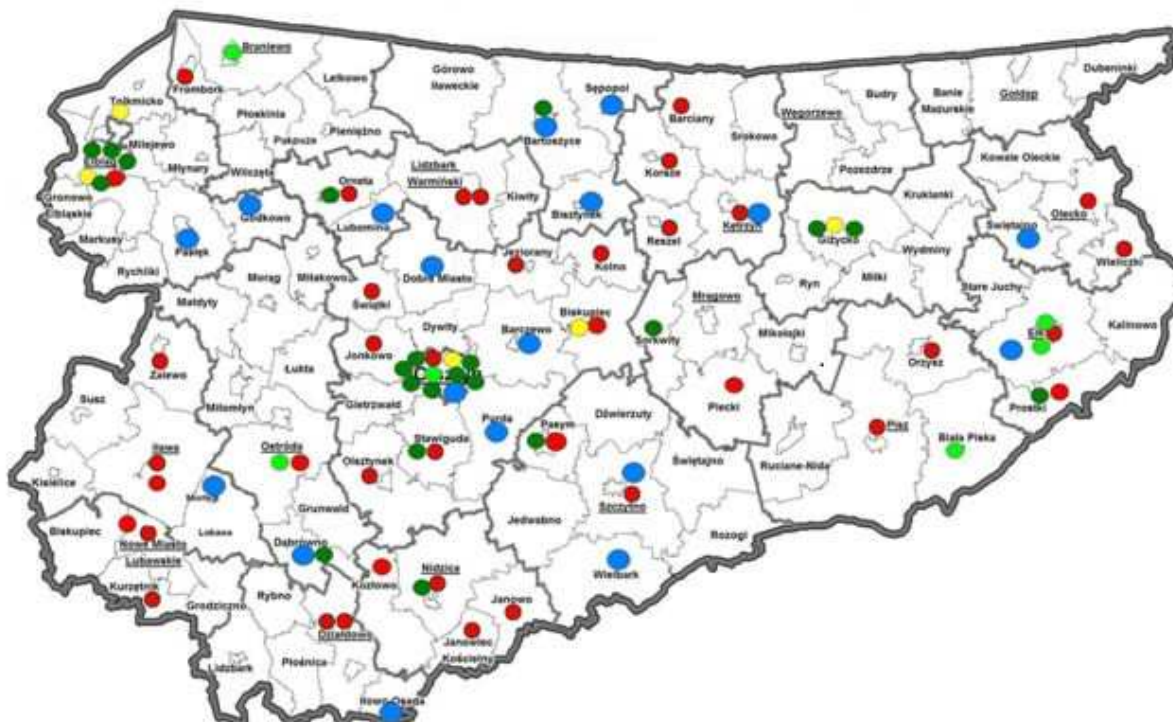 Braniewo
Frombork
Lelkowo
Górowo
Iławeckie
Sępopol
Bartoszyce
Barciany
Srokowo
Węgorzewo
Budry
Banie
Mazurskie
Gołdap
Dubeninki
Tolkmicko
Płoskinia
Pieniężno
Milejewo
Elbląg
Młynary
Wilczęta
Orneta
Lidzbark
Warmiński
Kiwity
Bisztynek
Korsze
Pozezdrze
Kowale Oleckie
Kruklanki
Gronowo
Elbląskie
Markusy
Pasłęk
Godkowo
Lubomino
Reszel
Kętrzyn
Giżycko
Wydminy
Świętajno
Olecko
Wieliczki
Rychliki
Morąg
Miłakowo
Dobre Miasto
Jeziorany
Kolno
Ryn
Miłki
Stare Juchy
Małdyty
Świątki
Dywity
Barczewo
Biskupiec
Mrągowo
Sorkwity
Mikołajki
Ełk
Kalinowo
Zalewo
Jonkowo
Łukta
Orzysz
Susz
Miłomłyn
Gietrzwałd
Purda
Dźwierzuty
Piecki
Prostki
Iława
Ostróda
Stawiguda
Pasym
Olsztynek
Świętajno
Ruciane-Nida
Pisz
Biała Piska
Kisielice
Lubawa
Grunwald
Szczytno
Jedwabno
Rozogi
Biskupiec
Nowe Miasto
Lubawskie
Dąbrówno
Wielbark
Kurzętnik
Grodziczno
Rybno
Kozłowo
Nidzica
Janowo
Działdowo
Janowiec
Kościelny
Lidzbark
Płośnica
Iłowo-Osada